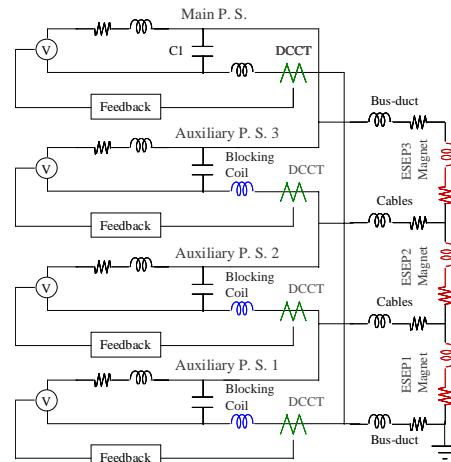 Main P. S.
V
C1
DCCT
Feedback
Bus-duct
Auxiliary P. S. 3
V
Blocking
Coil
DCCT
Feedback
ESEP3
Magnet
Cables
Auxiliary P. S. 2
V
Blocking
Coil
DCCT
Feedback
ESEP2
Magnet
Cables
Auxiliary P. S. 1
V
Blocking
Coil
DCCT
Feedback
ESEP1
Magnet
Bus-duct